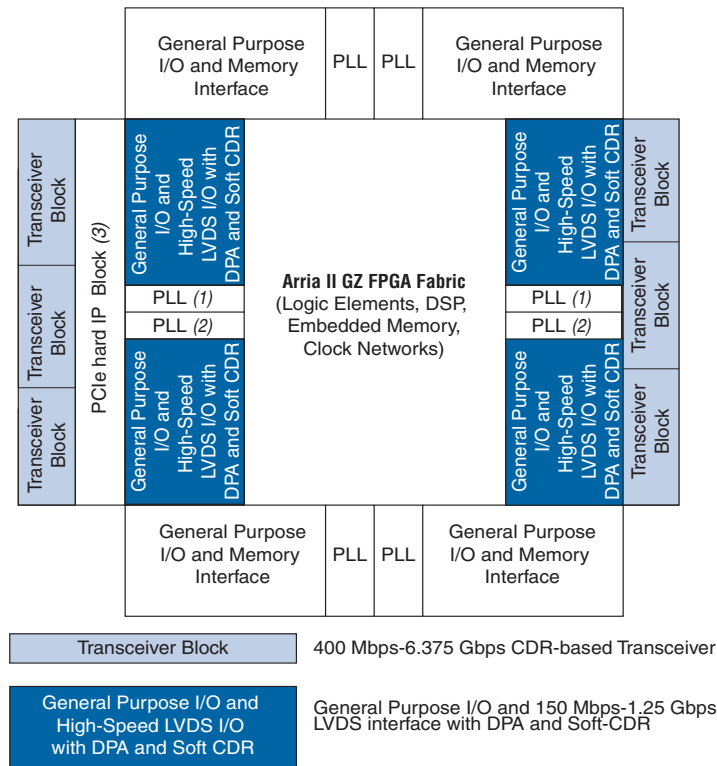 General Purpose
I/O and Memory
Interface
PLL
PLL
General Purpose
I/O and Memory
Interface
Transceiver
Block
Transceiver
Block
Transceiver
Block
PCIe hard IP Block (3)
General Purpose
I/O and
High-Speed
LVDS I/O with
DPA and Soft CDR
PLL (1)
PLL (2)
General Purpose
I/O and
High-Speed
LVDS I/O with
DPA and Soft CDR
Arria II GZ FPGA Fabric
(Logic Elements, DSP,
Embedded Memory,
Clock Networks)
General Purpose
I/O and
High-Speed
LVDS I/O with
DPA and Soft CDR
PLL (1)
PLL (2)
General Purpose
I/O and
High-Speed
LVDS I/O with
DPA and Soft CDR
Transceiver
Block
Transceiver
Block
Transceiver
Block
General Purpose
I/O and Memory
Interface
PLL
PLL
General Purpose
I/O and Memory
Interface
Transceiver Block
400 Mbps-6.375 Gbps CDR-based Transceiver
General Purpose I/O and
High-Speed LVDS I/O
with DPA and Soft CDR
General Purpose I/O and 150 Mbps-1.25 Gbps
LVDS interface with DPA and Soft-CDR